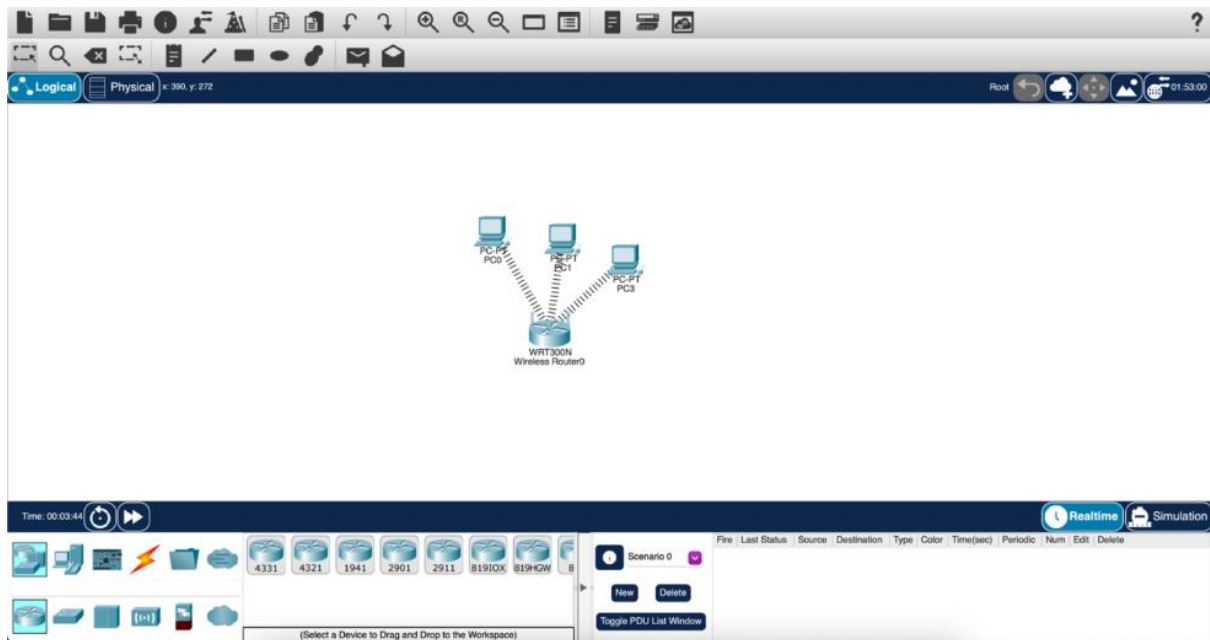 ?
Logical
Physical
x: 390, y: 272
Root
01:53:00
PC-PT
PC0
PC-PT
PC1
PC-PT
PC3
WRT300N
Wireless Router0
Time: 00:03:44
Realtime
Simulation
4331
4321
1941
2901
2911
819IOX
819HGW
8
(Select a Device to Drag and Drop to the Workspace)
Scenario 0
New
Delete
Toggle PDU List Window
Fire Last Status Source Destination Type Color Time(sec) Periodic Num Edit Delete